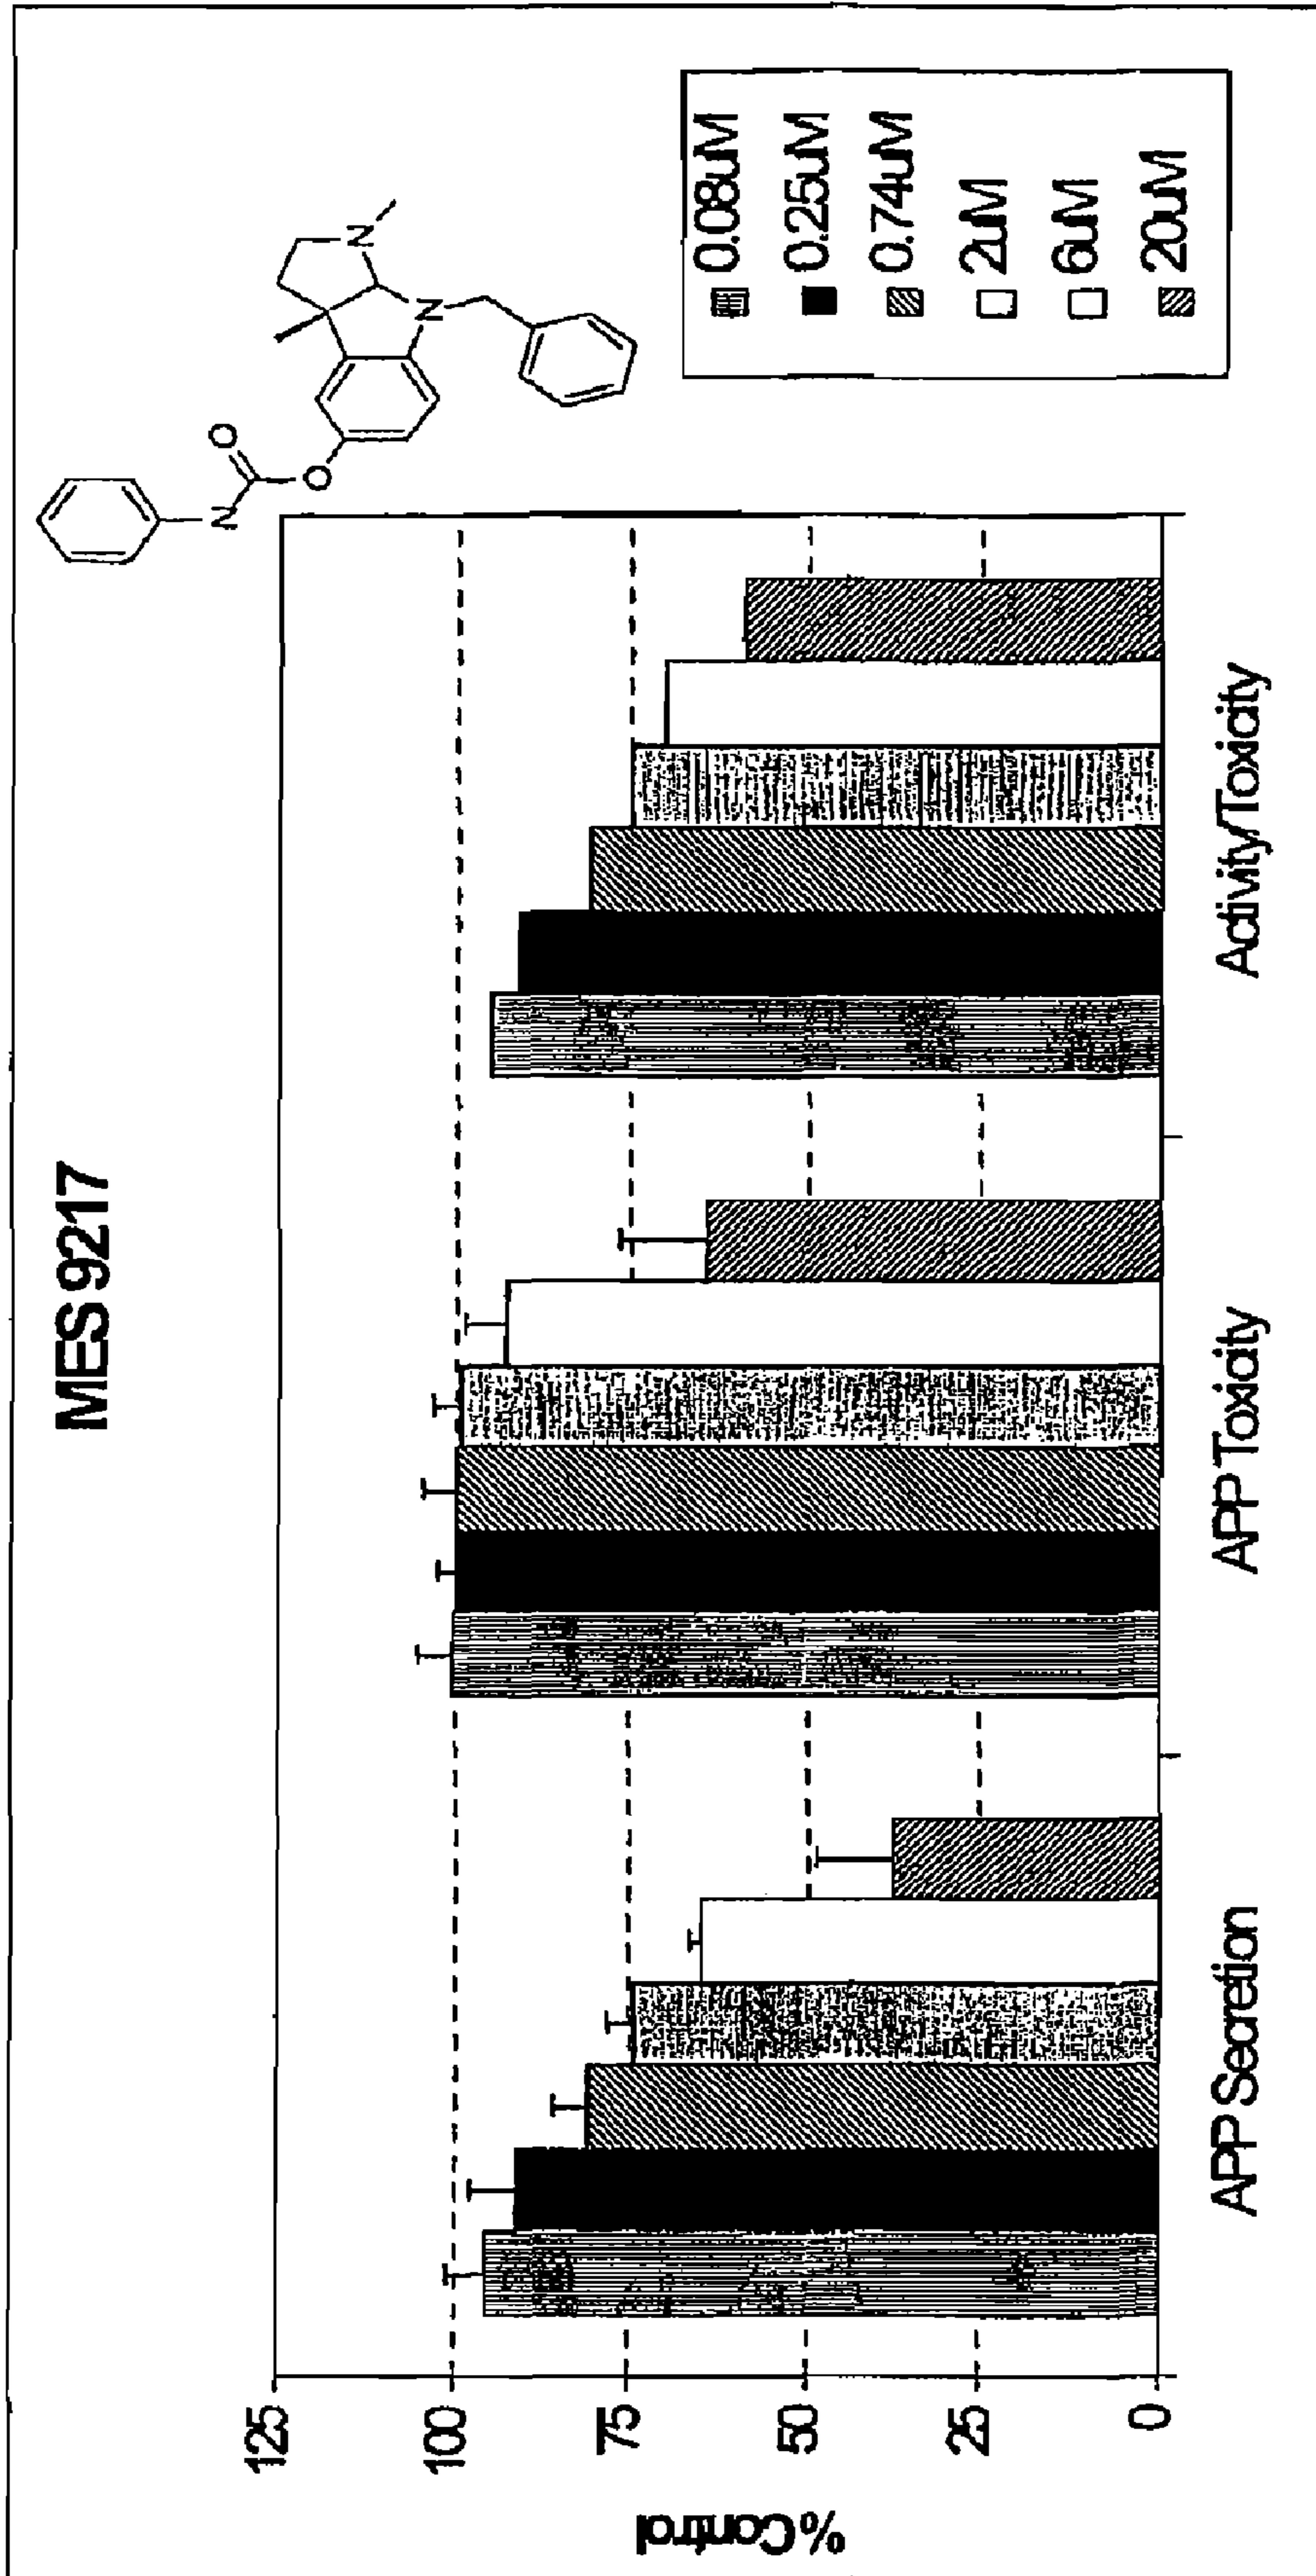 MES 9217
N
O
O
N
N
125
100
75
50
25
0
% Control
APP Secretion
APP Toxicity
Activity/Toxicity
0.08uM
0.25uM
0.74uM
2uM
6uM
20uM